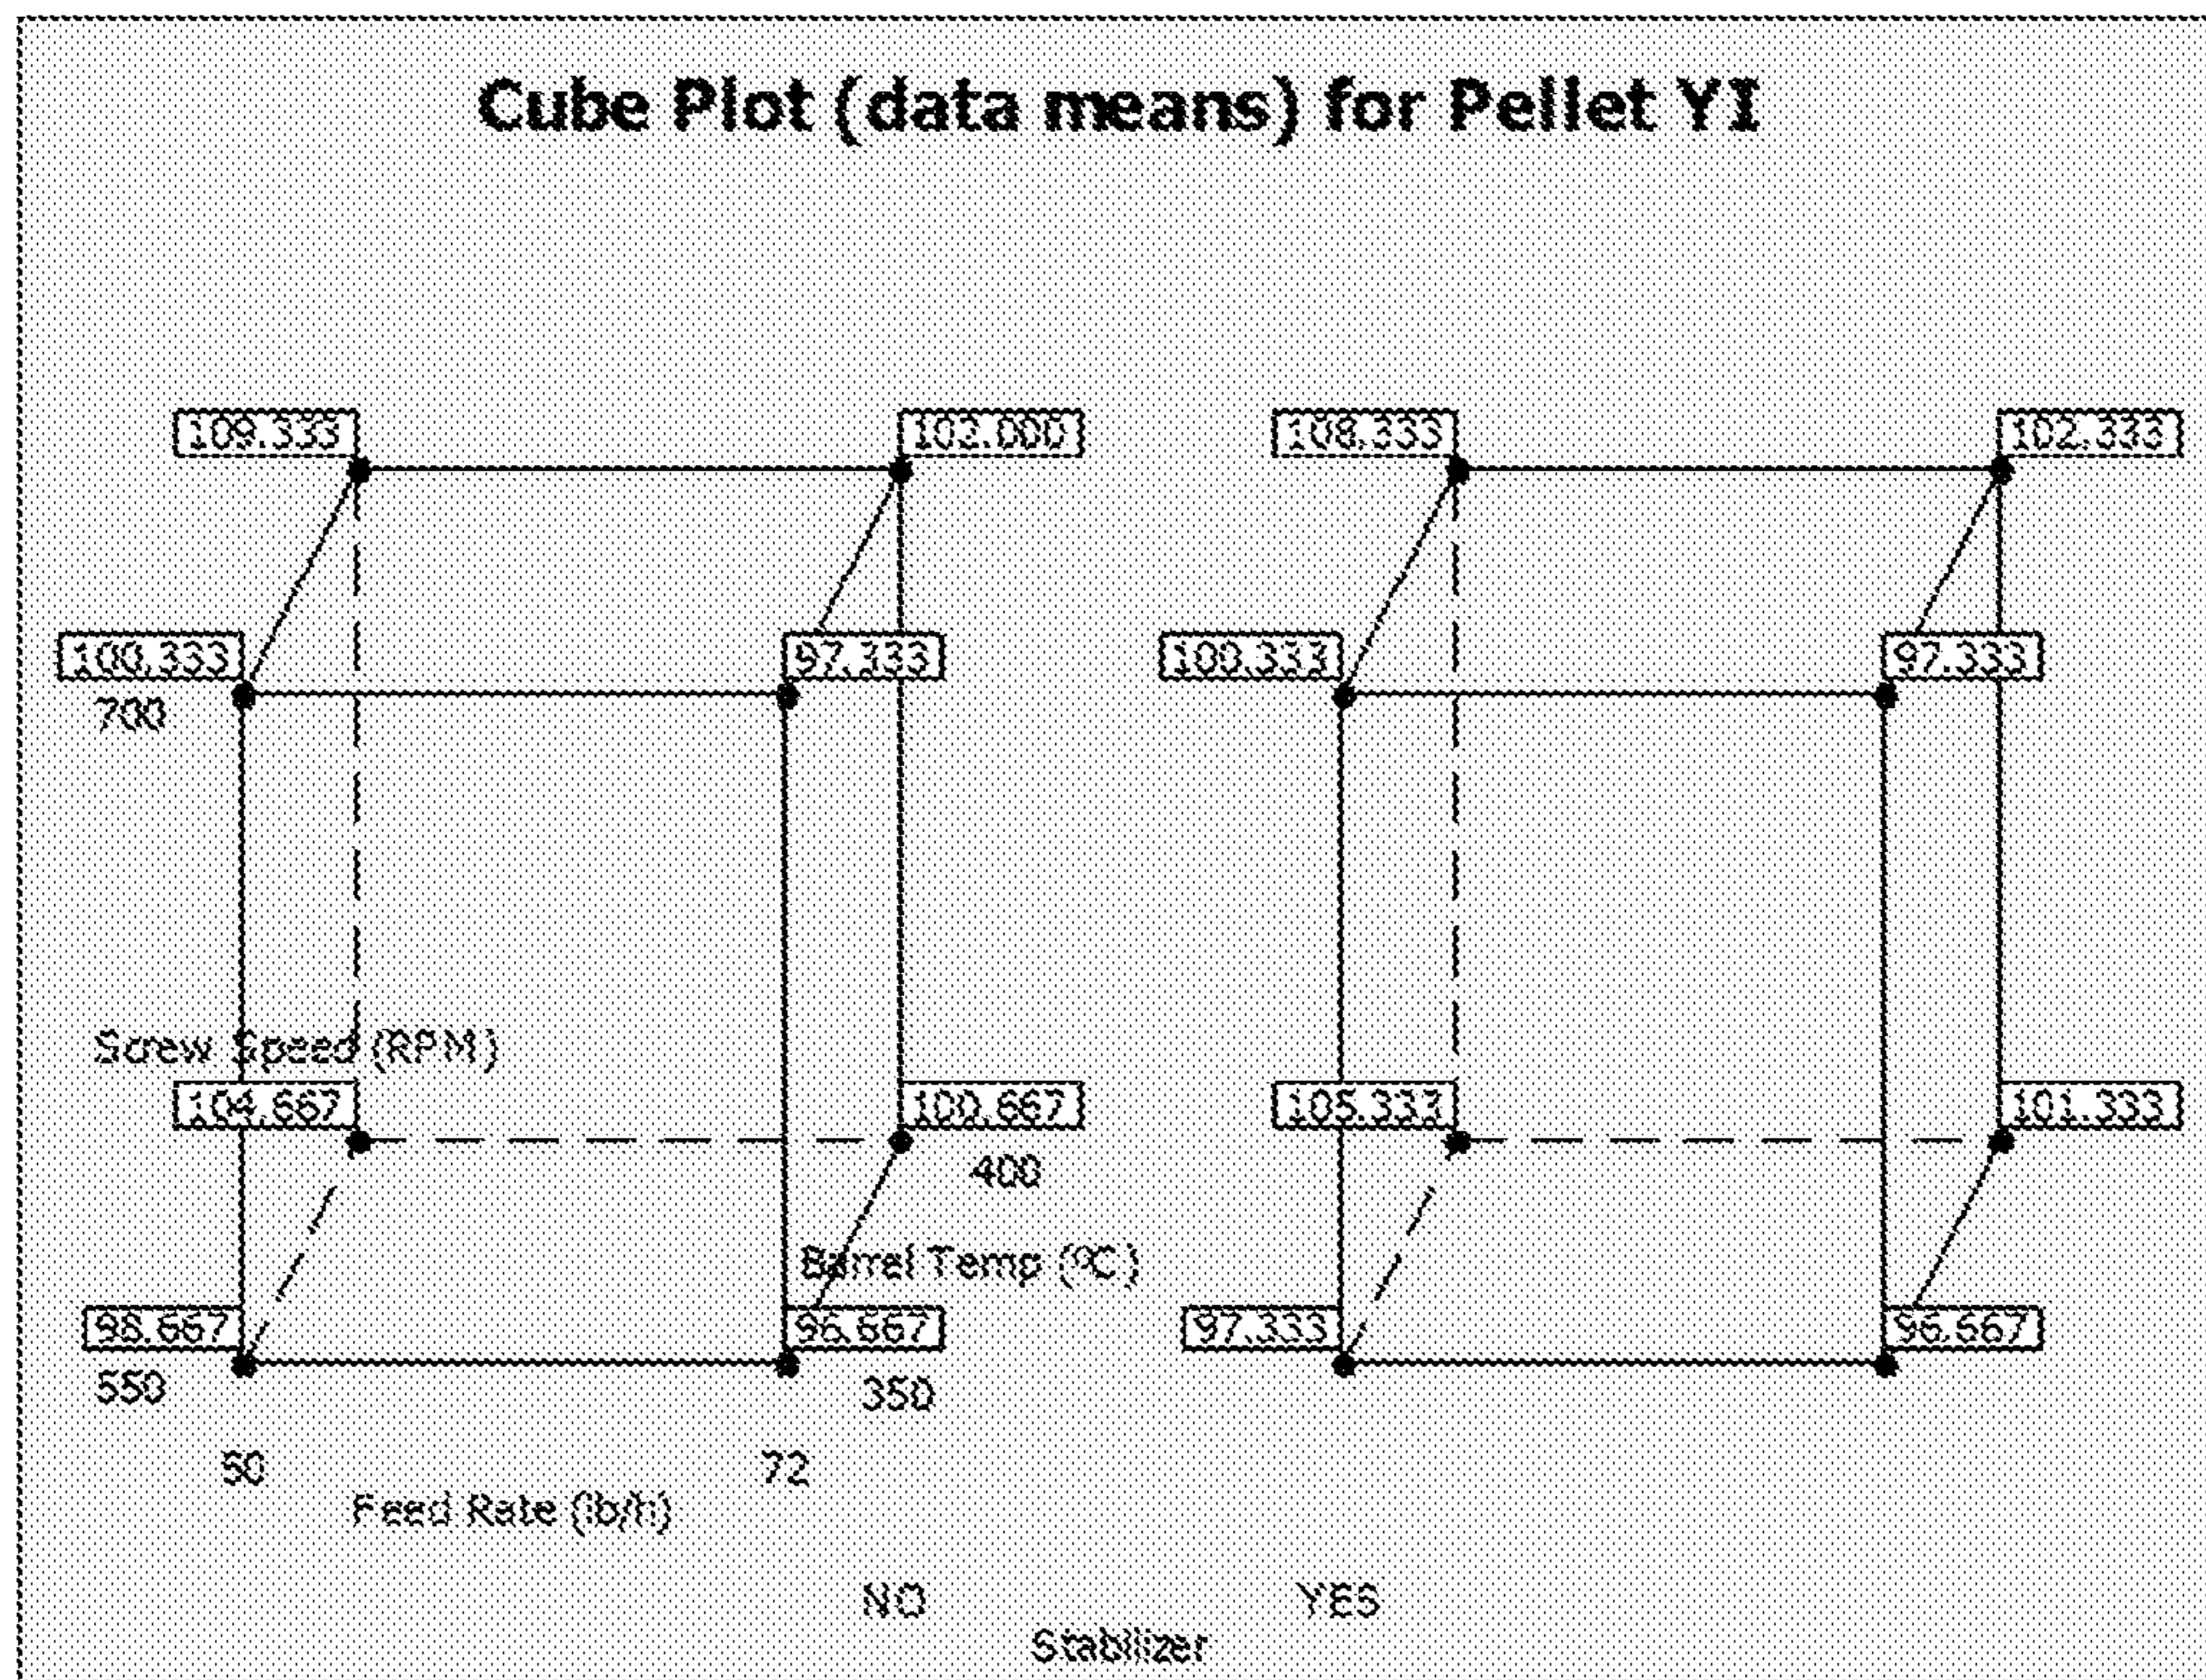 Cube Plot (data means) for Pellet YI
109.333 102.000 108.333 102.333
100.333 97.333 100.333 97.333
700
Screw Speed (RPM)
104.667 100.667 105.333 101.333
400
Barrel Temp (ºC)
98.667 96.667 97.333 96.667
550 350
72
Feed Rate (lb/h)
NO YES
Stabilizer